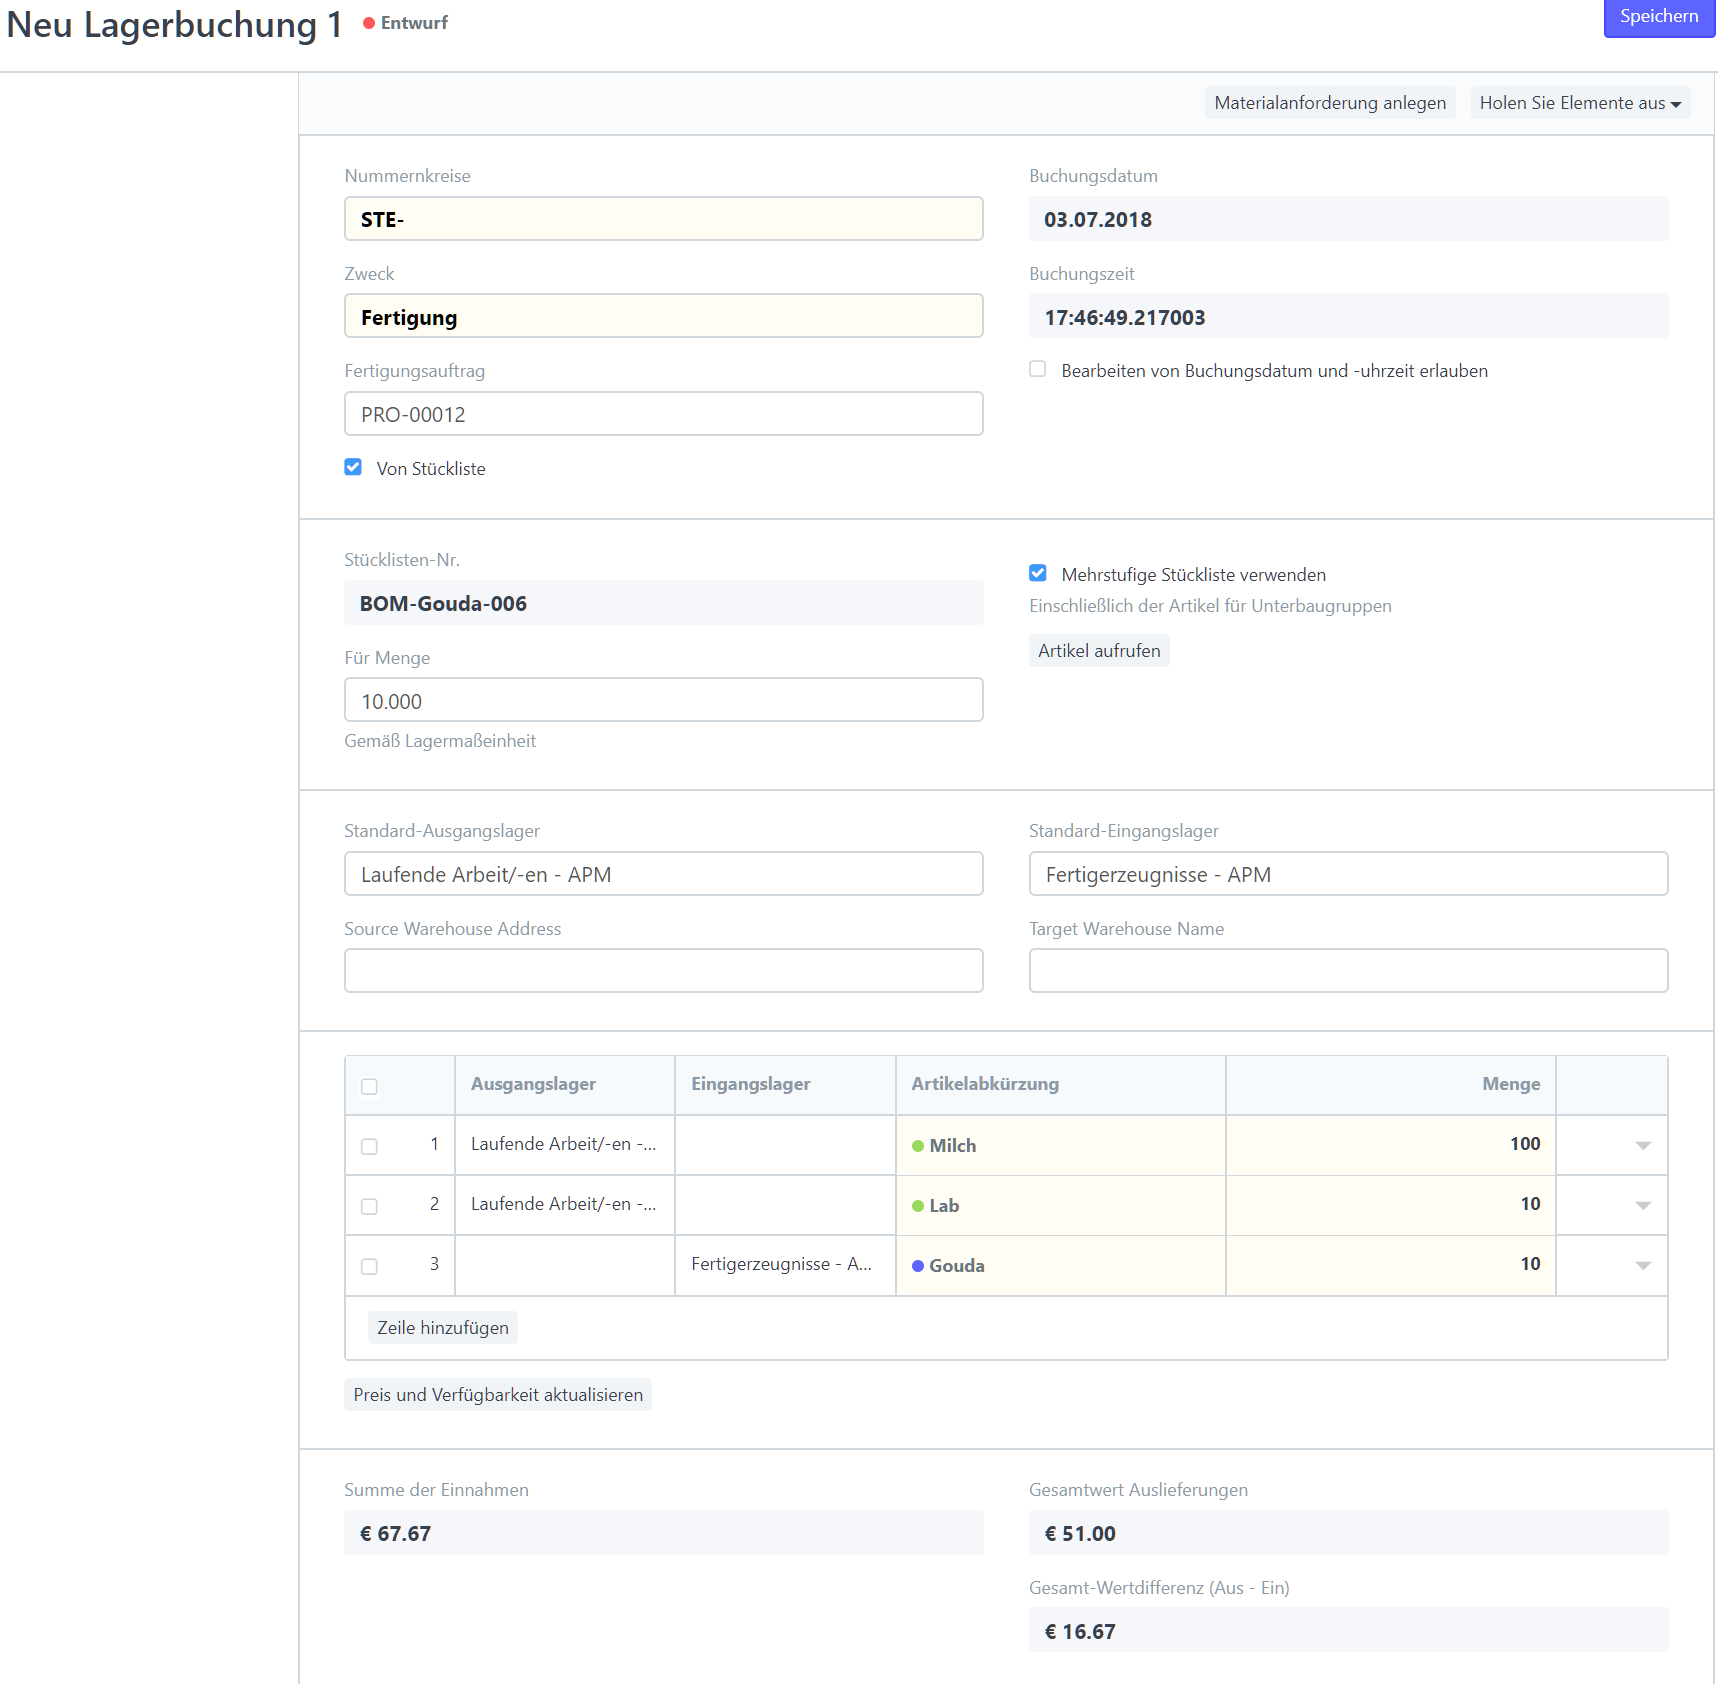 Neu Lagerbuchung 1 Entwurf Speichern
Materialanforderung anlegen Holen Sie Elemente aus
Nummernkreise
STE-
Zweck
Fertigung
Fertigungsauftrag
PRO-00012
Von Stückliste
Buchungsdatum
03.07.2018
Buchungszeit
17:46:49.217003
Bearbeiten von Buchungsdatum und -uhrzeit erlauben
Stücklisten-Nr.
BOM-Gouda-006
Für Menge
10.000
Gemäß Lagermaßeinheit
Mehrstufige Stückliste verwenden
Einschließlich der Artikel für Unterbaugruppen
Artikel aufrufen
Standard-Ausgangslager
Laufende Arbeit/-en - APM
Source Warehouse Address
Standard-Eingangslager
Fertigerzeugnisse - APM
Target Warehouse Name
Ausgangslager Eingangslager Artikelabkürzung Menge
1 Laufende Arbeit/-en -... Milch 100
2 Laufende Arbeit/-en -... Lab 10
3 Fertigerzeugnisse - A... Gouda 10
Zeile hinzufügen
Preis und Verfügbarkeit aktualisieren
Summe der Einnahmen
€ 67.67
Gesamtwert Auslieferungen
€ 51.00
Gesamt-Wertdifferenz (Aus - Ein)
€ 16.67